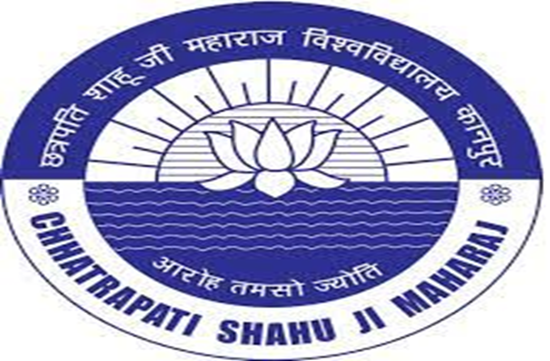 छत्रपति शाहू जी महाराज विश्वविद्यालय कानपुर
आरोह तमसो ज्योति
CHHATRAPATI SHAHU JI MAHARAJ